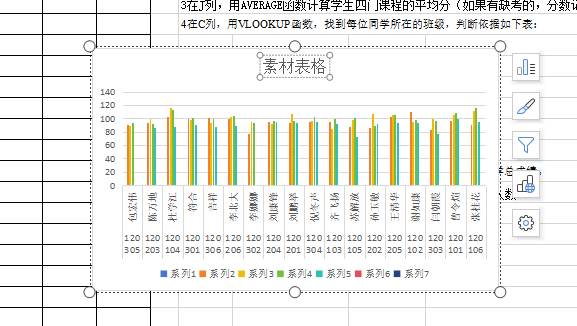 3在J列，用AVERAGE函数计算学生四门课程的平均分（如果有缺考的，分数计
4在C列，用VLOOKUP函数，找到每位同学所在的班级，判断依据如下表：
素材表格
140
120
100
80
60
40
20
0
包宏伟 陈万地 杜学江 符合 吉祥 李北大 李娜娜 刘康锋 刘鹏举 倪冬声 齐飞扬 苏解放 孙玉敏 王清华 谢如康 闫朝霞 曾令煊 张桂花
120305 120203 120104 120301 120306 120206 120302 120204 120201 120304 120103 120105 120202 120205 120102 120303 120101 120106
系列1 系列2 系列3 系列4 系列5 系列6 系列7
学总成绩。
人数